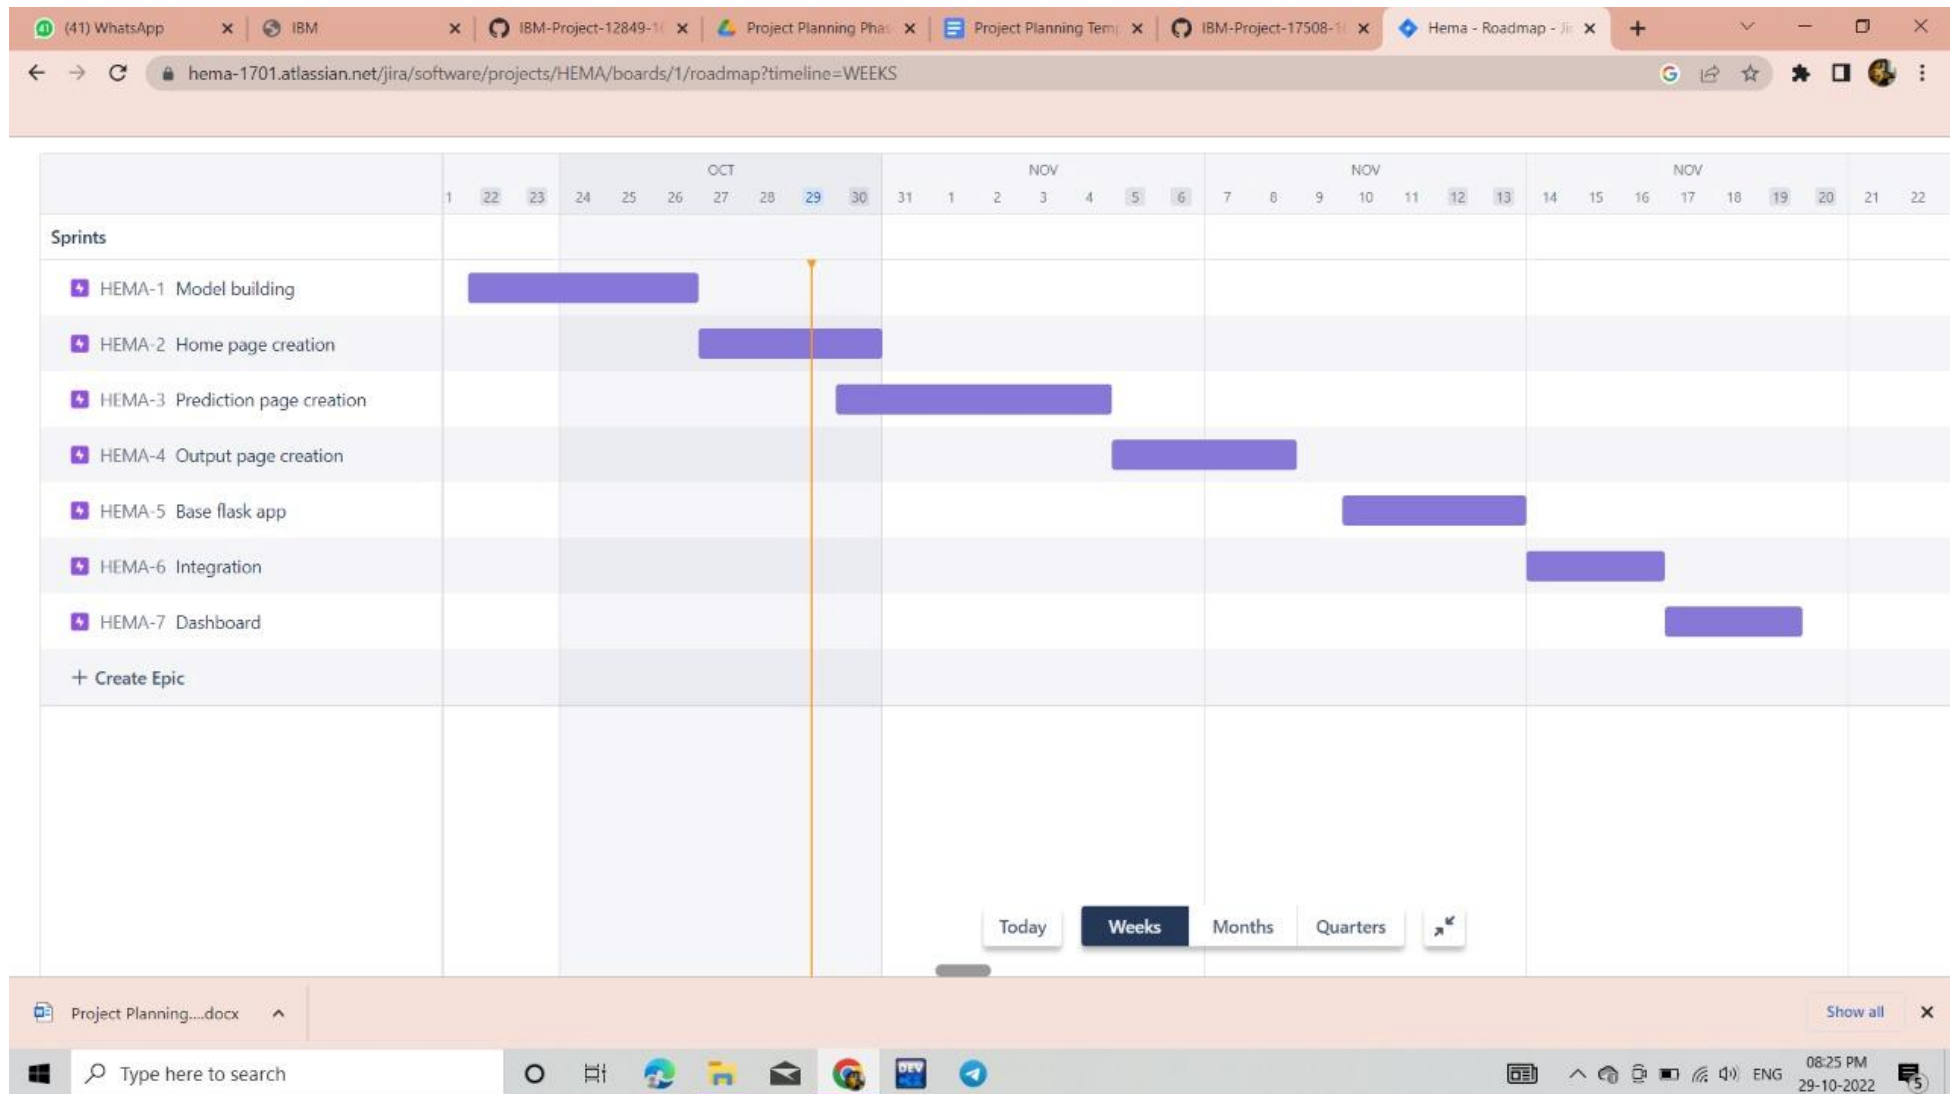 (41) WhatsApp IBM IBM-Project-12849-1 Project Planning Phas Project Planning Temp IBM-Project-17508-1 Hema - Roadmap - Ji
hema-1701.atlassian.net/jira/software/projects/HEMA/boards/1/roadmap?timeline=WEEKS
OCT NOV NOV NOV
1 22 23 24 25 26 27 28 29 30 31 1 2 3 4 5 6 7 8 9 10 11 12 13 14 15 16 17 18 19 20 21 22
Sprints
HEMA-1 Model building
HEMA-2 Home page creation
HEMA-3 Prediction page creation
HEMA-4 Output page creation
HEMA-5 Base flask app
HEMA-6 Integration
HEMA-7 Dashboard
+ Create Epic
Today Weeks Months Quarters
Project Planning....docx Show all
Type here to search DEV ENG 08:25 PM
29-10-2022 5